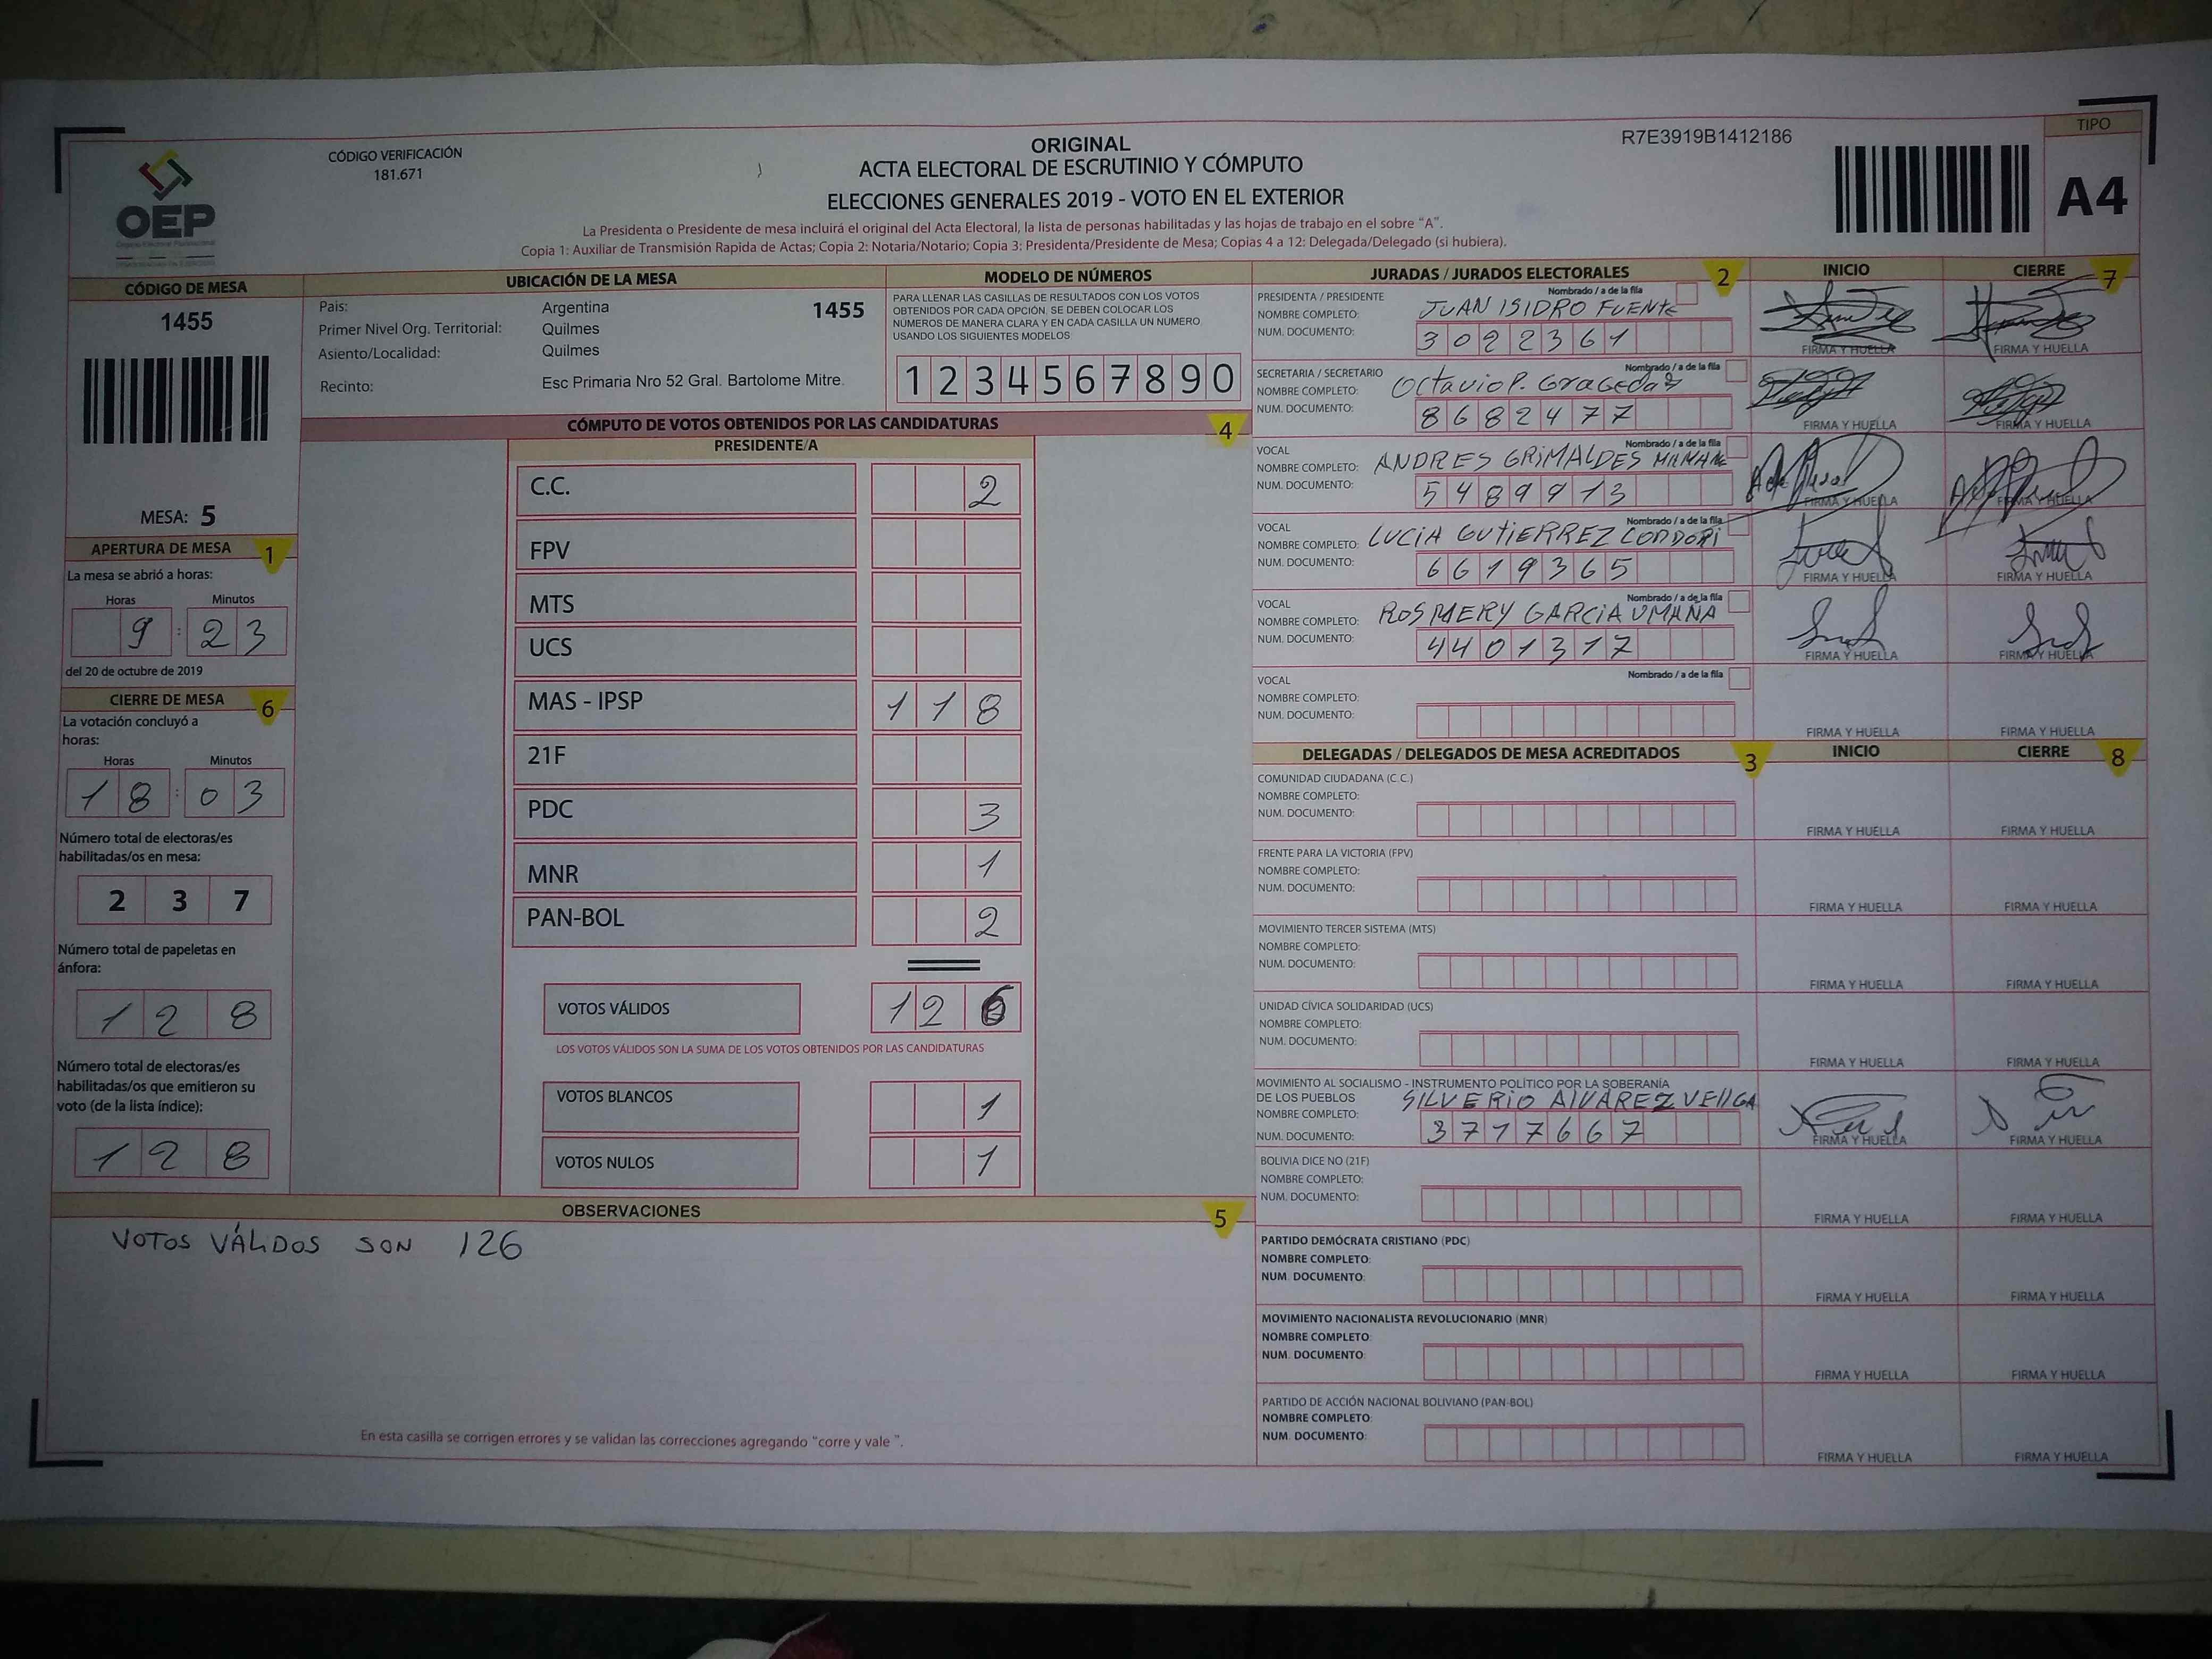 OEP
CÓDIGO VERIFICACIÓN
181.671
ORIGINAL
ACTA ELECTORAL DE ESCRUTINIO Y CÓMPUTO
ELECCIONES GENERALES 2019 - VOTO EN EL EXTERIOR
R7E3919B1412186
TIPO
A4
La Presidenta o Presidente de mesa incluirá el original del Acta Electoral, la lista de personas habilitadas y las hojas de trabajo en el sobre "A".
Copia 1: Auxiliar de Transmisión Rapida de Actas; Copia 2: Notaria/Notario; Copia 3: Presidenta/Presidente de Mesa; Copias 4 a 12: Delegada/Delegado (si hubiera).
CÓDIGO DE MESA
1455
MESA: 5
APERTURA DE MESA 1
La mesa se abrió a horas:
Horas Minutos
9 : 23
del 20 de octubre de 2019
CIERRE DE MESA 6
La votación concluyó a
horas:
Horas Minutos
18 : 03
Número total de electoras/es
habilitadas/os en mesa:
2 3 7
Número total de papeletas en
ánfora:
1 2 8
Número total de electoras/es
habilitadas/os que emitieron su
voto (de la lista índice):
1 2 8
UBICACIÓN DE LA MESA
País: Argentina 1455
Primer Nivel Org. Territorial: Quilmes
Asiento/Localidad: Quilmes
Recinto: Esc Primaria Nro 52 Gral. Bartolome Mitre.
MODELO DE NÚMEROS
PARA LLENAR LAS CASILLAS DE RESULTADOS CON LOS VOTOS
OBTENIDOS POR CADA OPCIÓN, SE DEBEN COLOCAR LOS
NÚMEROS DE MANERA CLARA Y EN CADA CASILLA UN NUMERO
USANDO LOS SIGUIENTES MODELOS
1 2 3 4 5 6 7 8 9 0
CÓMPUTO DE VOTOS OBTENIDOS POR LAS CANDIDATURAS 4
PRESIDENTE/A
C.C. 2
FPV
MTS
UCS
MAS - IPSP 1 1 8
21F
PDC 3
MNR 1
PAN-BOL 2
VOTOS VÁLIDOS 1 2 6
LOS VOTOS VÁLIDOS SON LA SUMA DE LOS VOTOS OBTENIDOS POR LAS CANDIDATURAS
VOTOS BLANCOS 1
VOTOS NULOS 1
OBSERVACIONES 5
VOTOS VÁLIDOS SON 126
En esta casilla se corrigen errores y se validan las correcciones agregando "corre y vale ".
JURADAS / JURADOS ELECTORALES 2 INICIO CIERRE 7
PRESIDENTA / PRESIDENTE Nombrado / a de la fila
NOMBRE COMPLETO: JUAN ISIDRO FUENTE
NUM. DOCUMENTO: 3022361
FIRMA Y HUELLA FIRMA Y HUELLA
SECRETARIA / SECRETARIO Nombrado / a de la fila
NOMBRE COMPLETO: Octavio P. Gragedas
NUM. DOCUMENTO: 8682477
FIRMA Y HUELLA FIRMA Y HUELLA
VOCAL Nombrado / a de la fila
NOMBRE COMPLETO: ANDRES GRIMALDES
NUM. DOCUMENTO: 5489913
FIRMA Y HUELLA FIRMA Y HUELLA
VOCAL Nombrado / a de la fila
NOMBRE COMPLETO: LUCIA GUTIERREZ CONDORI
NUM. DOCUMENTO: 6619365
FIRMA Y HUELLA FIRMA Y HUELLA
VOCAL Nombrado / a de la fila
NOMBRE COMPLETO: ROSMERY GARCIA UMAÑA
NUM. DOCUMENTO: 4401317
FIRMA Y HUELLA FIRMA Y HUELLA
VOCAL Nombrado / a de la fila
NOMBRE COMPLETO:
NUM. DOCUMENTO:
FIRMA Y HUELLA FIRMA Y HUELLA
DELEGADAS / DELEGADOS DE MESA ACREDITADOS 3 INICIO CIERRE 8
COMUNIDAD CIUDADANA (C.C.)
NOMBRE COMPLETO:
NUM. DOCUMENTO:
FIRMA Y HUELLA FIRMA Y HUELLA
FRENTE PARA LA VICTORIA (FPV)
NOMBRE COMPLETO:
NUM. DOCUMENTO:
FIRMA Y HUELLA FIRMA Y HUELLA
MOVIMIENTO TERCER SISTEMA (MTS)
NOMBRE COMPLETO:
NUM. DOCUMENTO:
FIRMA Y HUELLA FIRMA Y HUELLA
UNIDAD CÍVICA SOLIDARIDAD (UCS)
NOMBRE COMPLETO:
NUM. DOCUMENTO:
FIRMA Y HUELLA FIRMA Y HUELLA
MOVIMIENTO AL SOCIALISMO - INSTRUMENTO POLÍTICO POR LA SOBERANÍA
DE LOS PUEBLOS
NOMBRE COMPLETO: SILVERIO ALVAREZ
NUM. DOCUMENTO: 3717667
FIRMA Y HUELLA FIRMA Y HUELLA
BOLIVIA DICE NO (21F)
NOMBRE COMPLETO:
NUM. DOCUMENTO:
FIRMA Y HUELLA FIRMA Y HUELLA
PARTIDO DEMÓCRATA CRISTIANO (PDC)
NOMBRE COMPLETO:
NUM. DOCUMENTO:
FIRMA Y HUELLA FIRMA Y HUELLA
MOVIMIENTO NACIONALISTA REVOLUCIONARIO (MNR)
NOMBRE COMPLETO:
NUM. DOCUMENTO:
FIRMA Y HUELLA FIRMA Y HUELLA
PARTIDO DE ACCIÓN NACIONAL BOLIVIANO (PAN-BOL)
NOMBRE COMPLETO:
NUM. DOCUMENTO:
FIRMA Y HUELLA FIRMA Y HUELLA